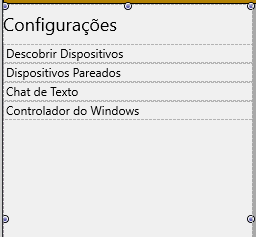 Configurações
Descobrir Dispositivos
Dispositivos Pareados
Chat de Texto
Controlador do Windows